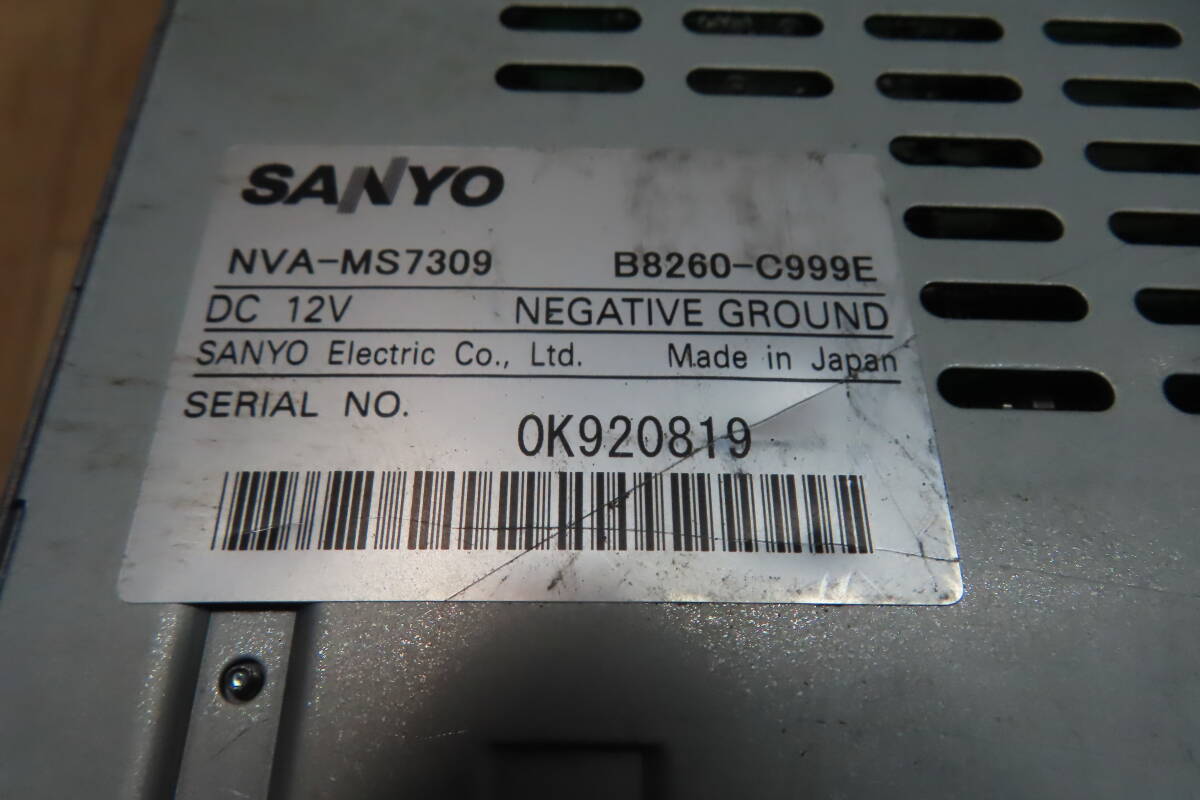 SANYO
NVA-MS7309 B8260-C999E
DC 12V NEGATIVE GROUND
SANYO Electric Co., Ltd. Made in Japan
SERIAL NO.
0K920819